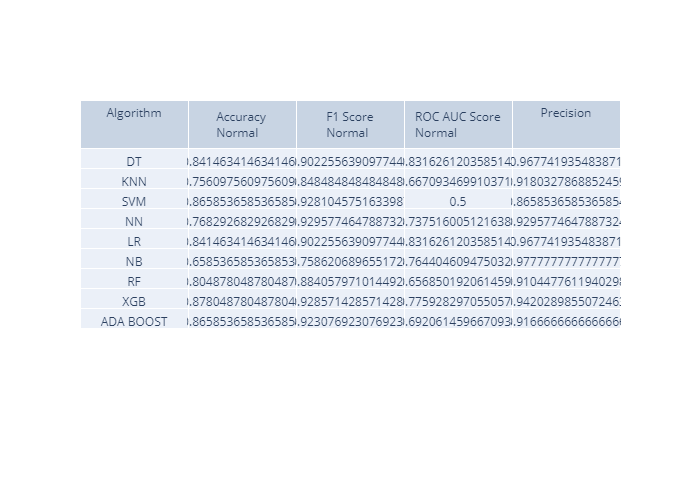 Algorithm Accuracy Normal F1 Score Normal ROC AUC Score Normal Precision
DT .841463414634146 .902255639097744 .831626120358514 0.967741935483871
KNN .756097560975609 .848484848484848 .667093469910371 .918032786885245
SVM .865853658536585 .928104575163398 0.5 .865853658536585
NN .768292682926829 .929577464788732 .737516005121638 .929577464788732
LR .841463414634146 .902255639097744 .831626120358514 0.967741935483871
NB .658536585365853 .758620689655172 .764404609475032 .977777777777777
RF .804878048780487 .884057971014492 .656850192061459 .910447761194029
XGB .878048780487804 .928571428571428 .775928297055057 .942028985507246
ADA BOOST .865853658536585 .923076923076923 .692061459667093 .916666666666666